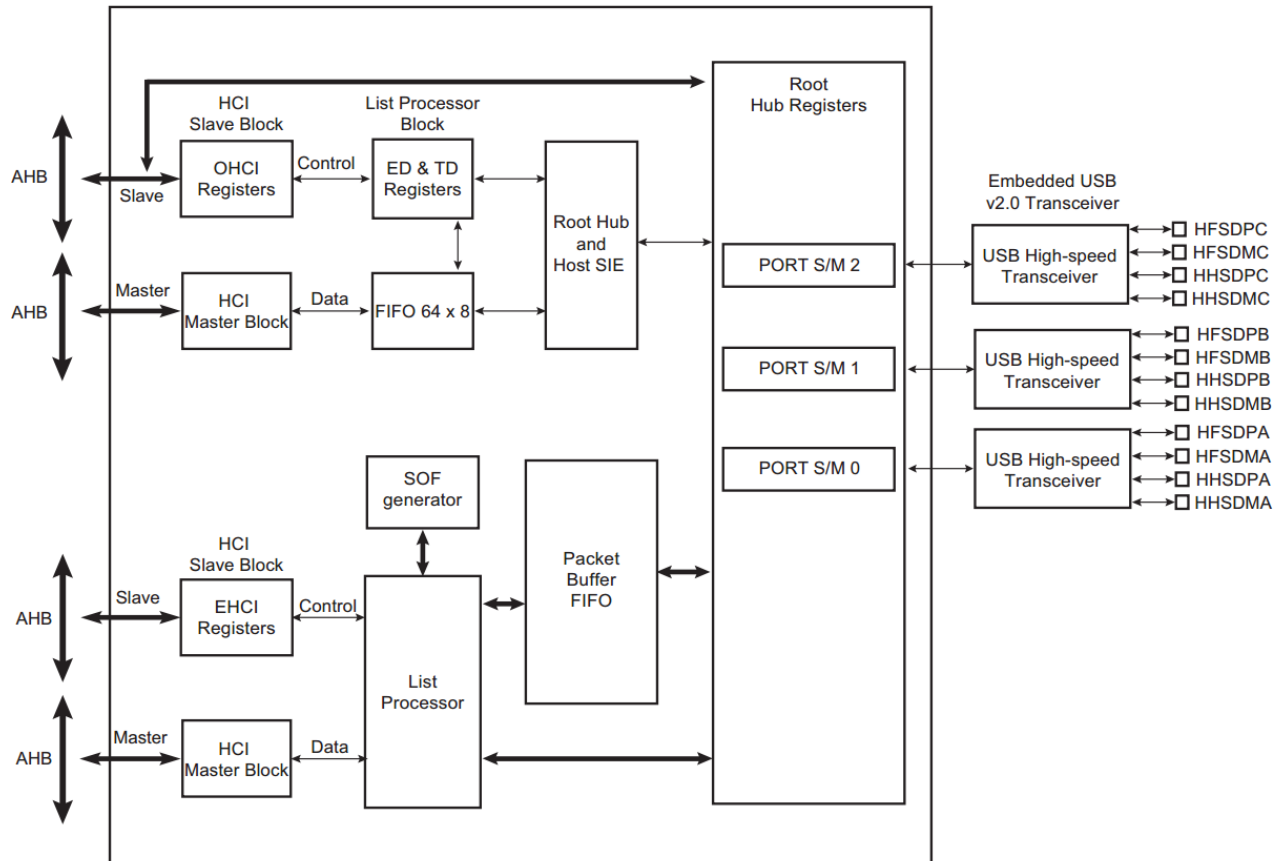 Root
Hub Registers
HCI
Slave Block
List Processor
Block
AHB
Slave
OHCI
Registers
Control
ED & TD
Registers
Root Hub
and
Host SIE
AHB
Master
HCI
Master Block
Data
FIFO 64 x 8
PORT S/M 2
PORT S/M 1
PORT S/M 0
Embedded USB
v2.0 Transceiver
USB High-speed
Transceiver
HFSDPC
HFSDMC
HHSDPC
HHSDMC
USB High-speed
Transceiver
HFSDPB
HFSDMB
HHSDPB
HHSDMB
USB High-speed
Transceiver
HFSDPA
HFSDMA
HHSDPA
HHSDMA
SOF
generator
Packet
Buffer
FIFO
HCI
Slave Block
AHB
Slave
EHCI
Registers
Control
List
Processor
AHB
Master
HCI
Master Block
Data